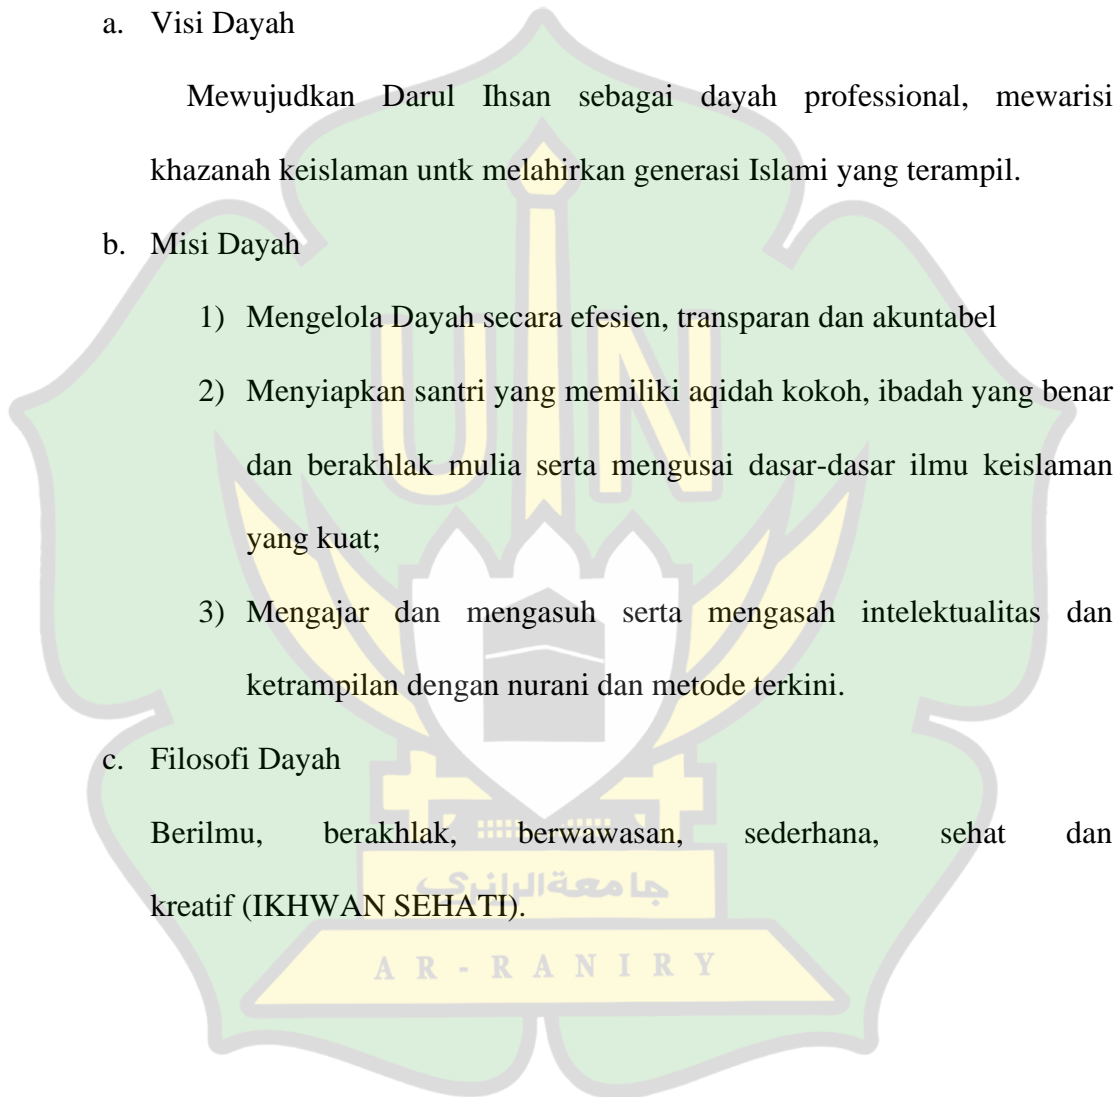 a. Visi Dayah
Mewujudkan Darul Ihsan sebagai dayah professional, mewarisi
khazanah keislaman untk melahirkan generasi Islami yang terampil.
b. Misi Dayah
1) Mengelola Dayah secara efesien, transparan dan akuntabel
2) Menyiapkan santri yang memiliki aqidah kokoh, ibadah yang benar
dan berakhlak mulia serta mengusai dasar-dasar ilmu keislaman
yang kuat;
3) Mengajar dan mengasuh serta mengasah intelektualitas dan
ketrampilan dengan nurani dan metode terkini.
c. Filosofi Dayah
Berilmu, berakhlak, berwawasan, sederhana, sehat dan
kreatif (IKHWAN SEHATI).
UIN
جامعة الرانري
AR-RANIRY